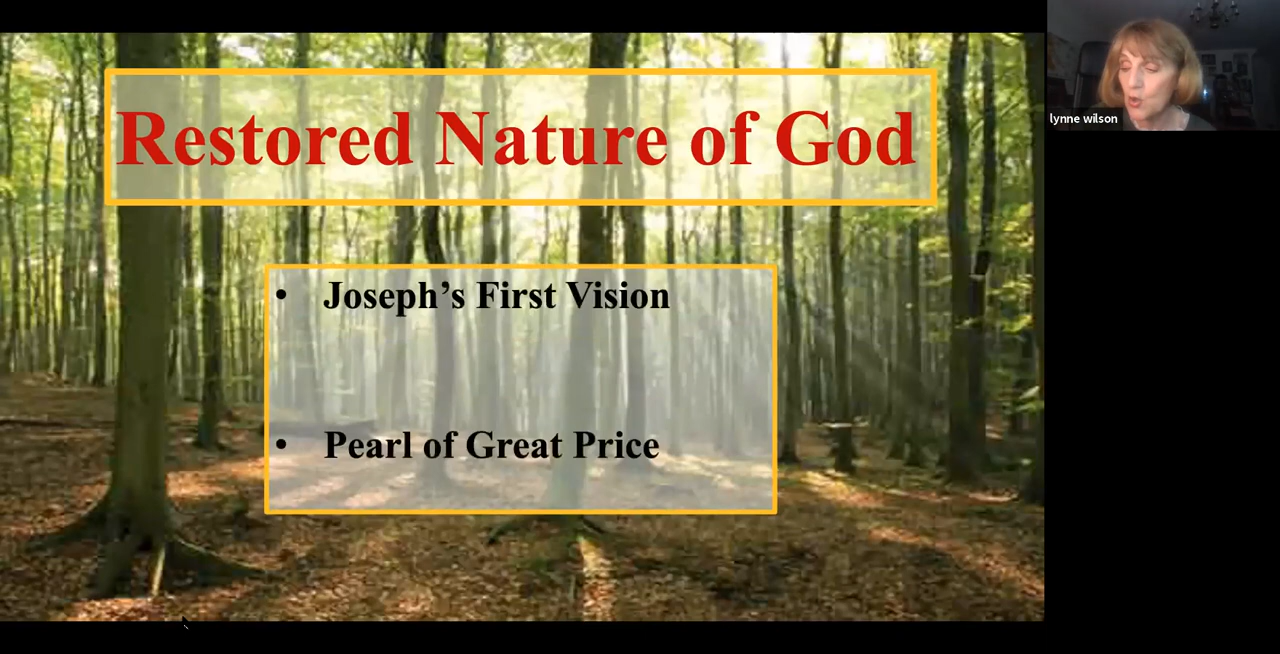 Restored Nature of God
• Joseph's First Vision
• Pearl of Great Price
lynne wilson